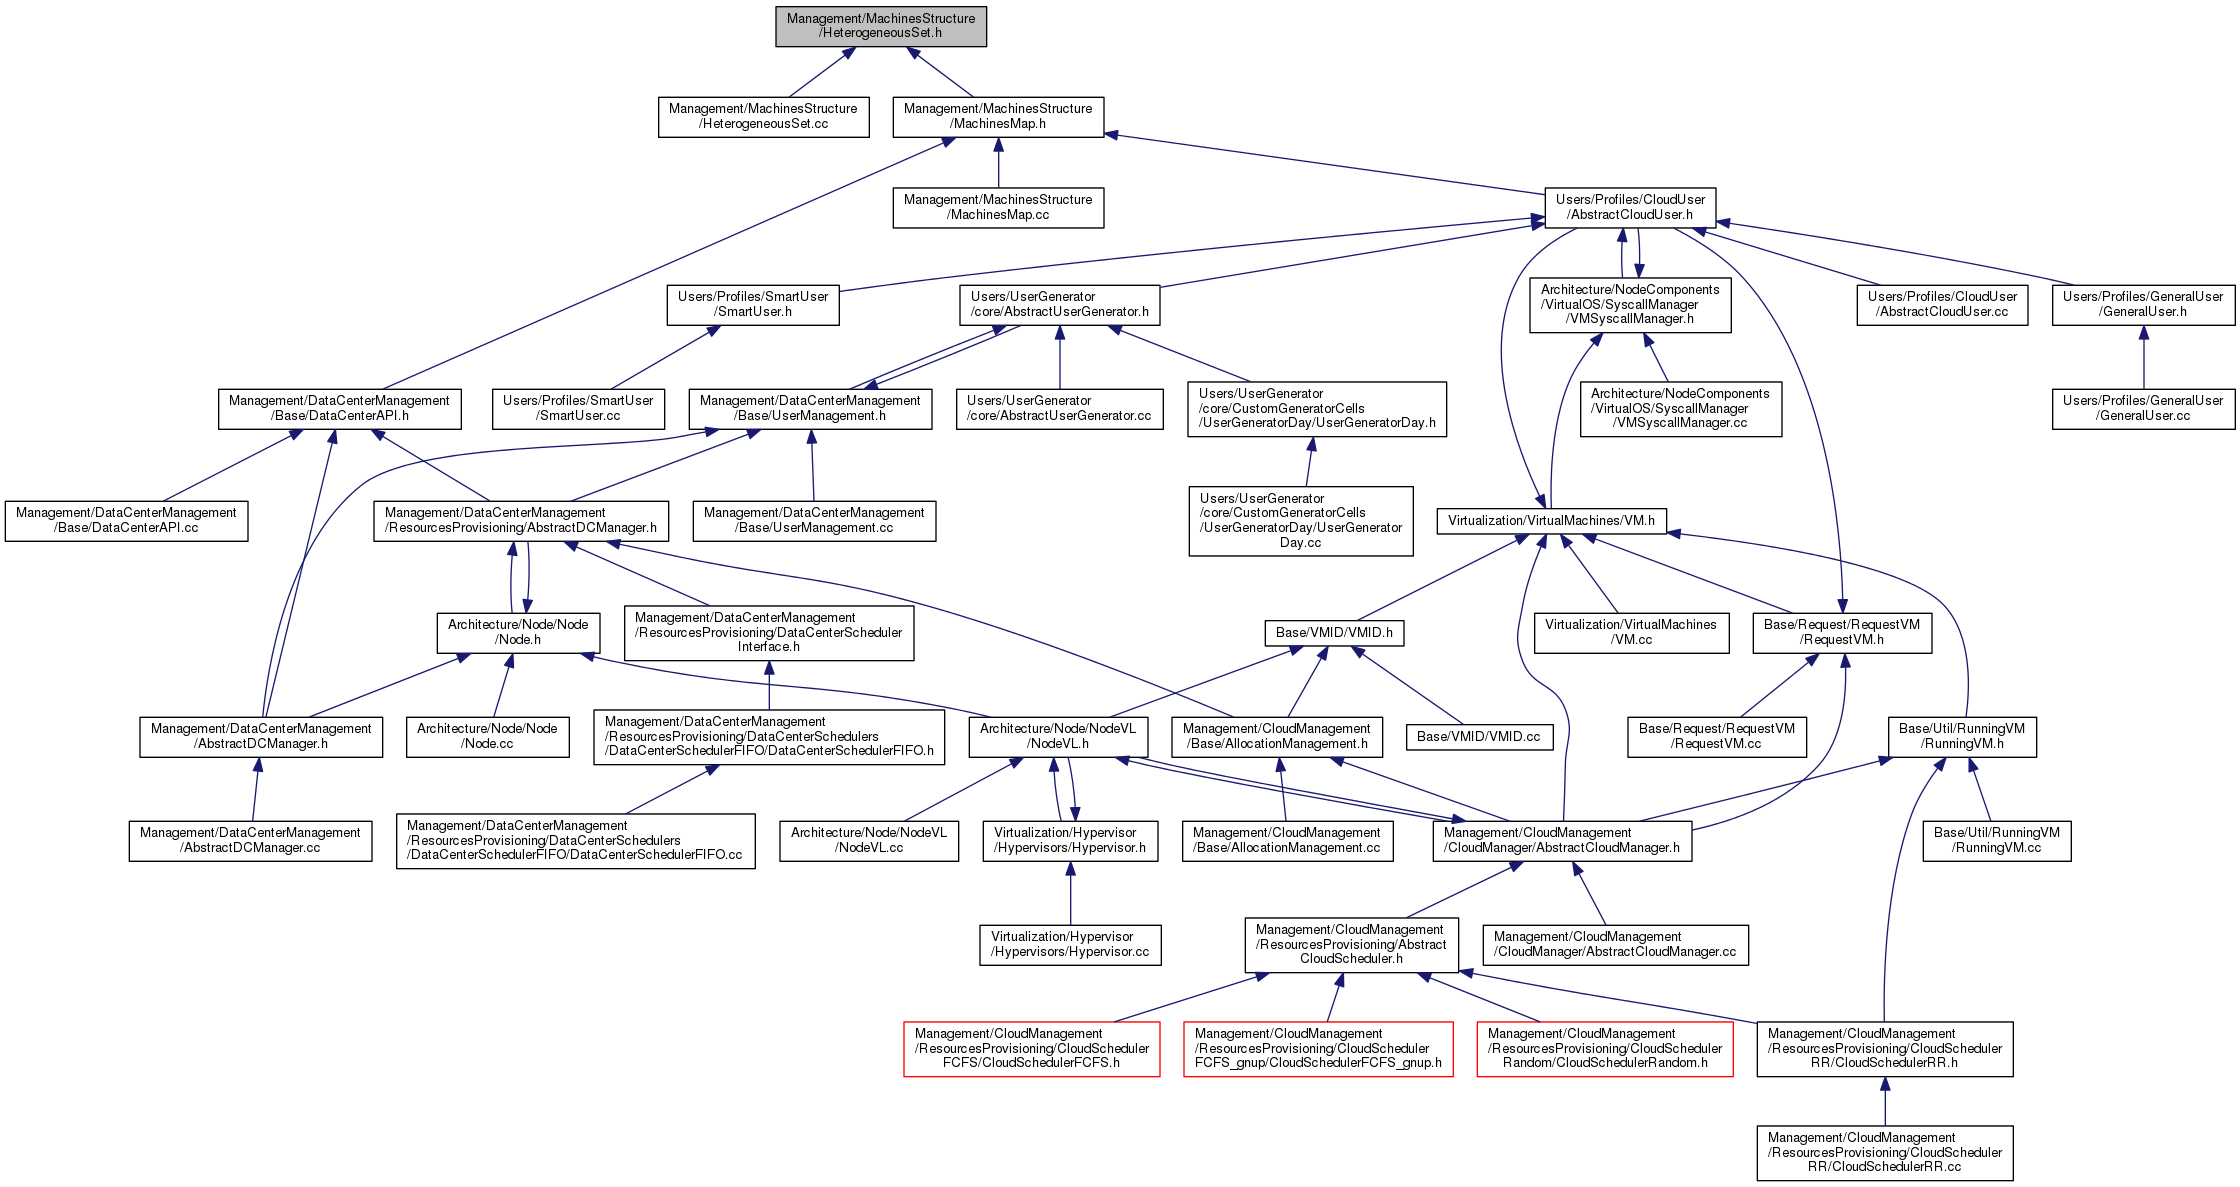 Management/MachinesStructure
/HeterogeneousSet.h
Management/MachinesStructure
/HeterogeneousSet.cc
Management/MachinesStructure
/MachinesMap.h
Management/MachinesStructure
/MachinesMap.cc
Users/Profiles/CloudUser
/AbstractCloudUser.h
Users/Profiles/SmartUser
/SmartUser.h
Users/UserGenerator
/core/AbstractUserGenerator.h
Architecture/NodeComponents
/VirtualOS/SyscallManager
/VMSyscallManager.h
Users/Profiles/CloudUser
/AbstractCloudUser.cc
Users/Profiles/GeneralUser
/GeneralUser.h
Management/DataCenterManagement
/Base/DataCenterAPI.h
Users/Profiles/SmartUser
/SmartUser.cc
Management/DataCenterManagement
/Base/UserManagement.h
Users/UserGenerator
/core/AbstractUserGenerator.cc
Users/UserGenerator
/core/CustomGeneratorCells
/UserGeneratorDay/UserGeneratorDay.h
Architecture/NodeComponents
/VirtualOS/SyscallManager
/VMSyscallManager.cc
Users/Profiles/GeneralUser
/GeneralUser.cc
Management/DataCenterManagement
/Base/DataCenterAPI.cc
Management/DataCenterManagement
/ResourcesProvisioning/AbstractDCManager.h
Management/DataCenterManagement
/Base/UserManagement.cc
Users/UserGenerator
/core/CustomGeneratorCells
/UserGeneratorDay/UserGenerator
Day.cc
Virtualization/VirtualMachines/VM.h
Architecture/Node/Node
/Node.h
Management/DataCenterManagement
/ResourcesProvisioning/DataCenterScheduler
Interface.h
Base/VMID/VMID.h
Virtualization/VirtualMachines
/VM.cc
Base/Request/RequestVM
/RequestVM.h
Management/DataCenterManagement
/AbstractDCManager.h
Architecture/Node/Node
/Node.cc
Management/DataCenterManagement
/ResourcesProvisioning/DataCenterSchedulers
/DataCenterSchedulerFIFO/DataCenterSchedulerFIFO.h
Architecture/Node/NodeVL
/NodeVL.h
Management/CloudManagement
/Base/AllocationManagement.h
Base/VMID/VMID.cc
Base/Request/RequestVM
/RequestVM.cc
Base/Util/RunningVM
/RunningVM.h
Management/DataCenterManagement
/AbstractDCManager.cc
Management/DataCenterManagement
/ResourcesProvisioning/DataCenterSchedulers
/DataCenterSchedulerFIFO/DataCenterSchedulerFIFO.cc
Architecture/Node/NodeVL
/NodeVL.cc
Virtualization/Hypervisor
/Hypervisors/Hypervisor.h
Management/CloudManagement
/Base/AllocationManagement.cc
Management/CloudManagement
/CloudManager/AbstractCloudManager.h
Base/Util/RunningVM
/RunningVM.cc
Virtualization/Hypervisor
/Hypervisors/Hypervisor.cc
Management/CloudManagement
/ResourcesProvisioning/Abstract
CloudScheduler.h
Management/CloudManagement
/CloudManager/AbstractCloudManager.cc
Management/CloudManagement
/ResourcesProvisioning/CloudScheduler
FCFS/CloudSchedulerFCFS.h
Management/CloudManagement
/ResourcesProvisioning/CloudScheduler
FCFS_gnup/CloudSchedulerFCFS_gnup.h
Management/CloudManagement
/ResourcesProvisioning/CloudScheduler
Random/CloudSchedulerRandom.h
Management/CloudManagement
/ResourcesProvisioning/CloudScheduler
RR/CloudSchedulerRR.h
Management/CloudManagement
/ResourcesProvisioning/CloudScheduler
RR/CloudSchedulerRR.cc